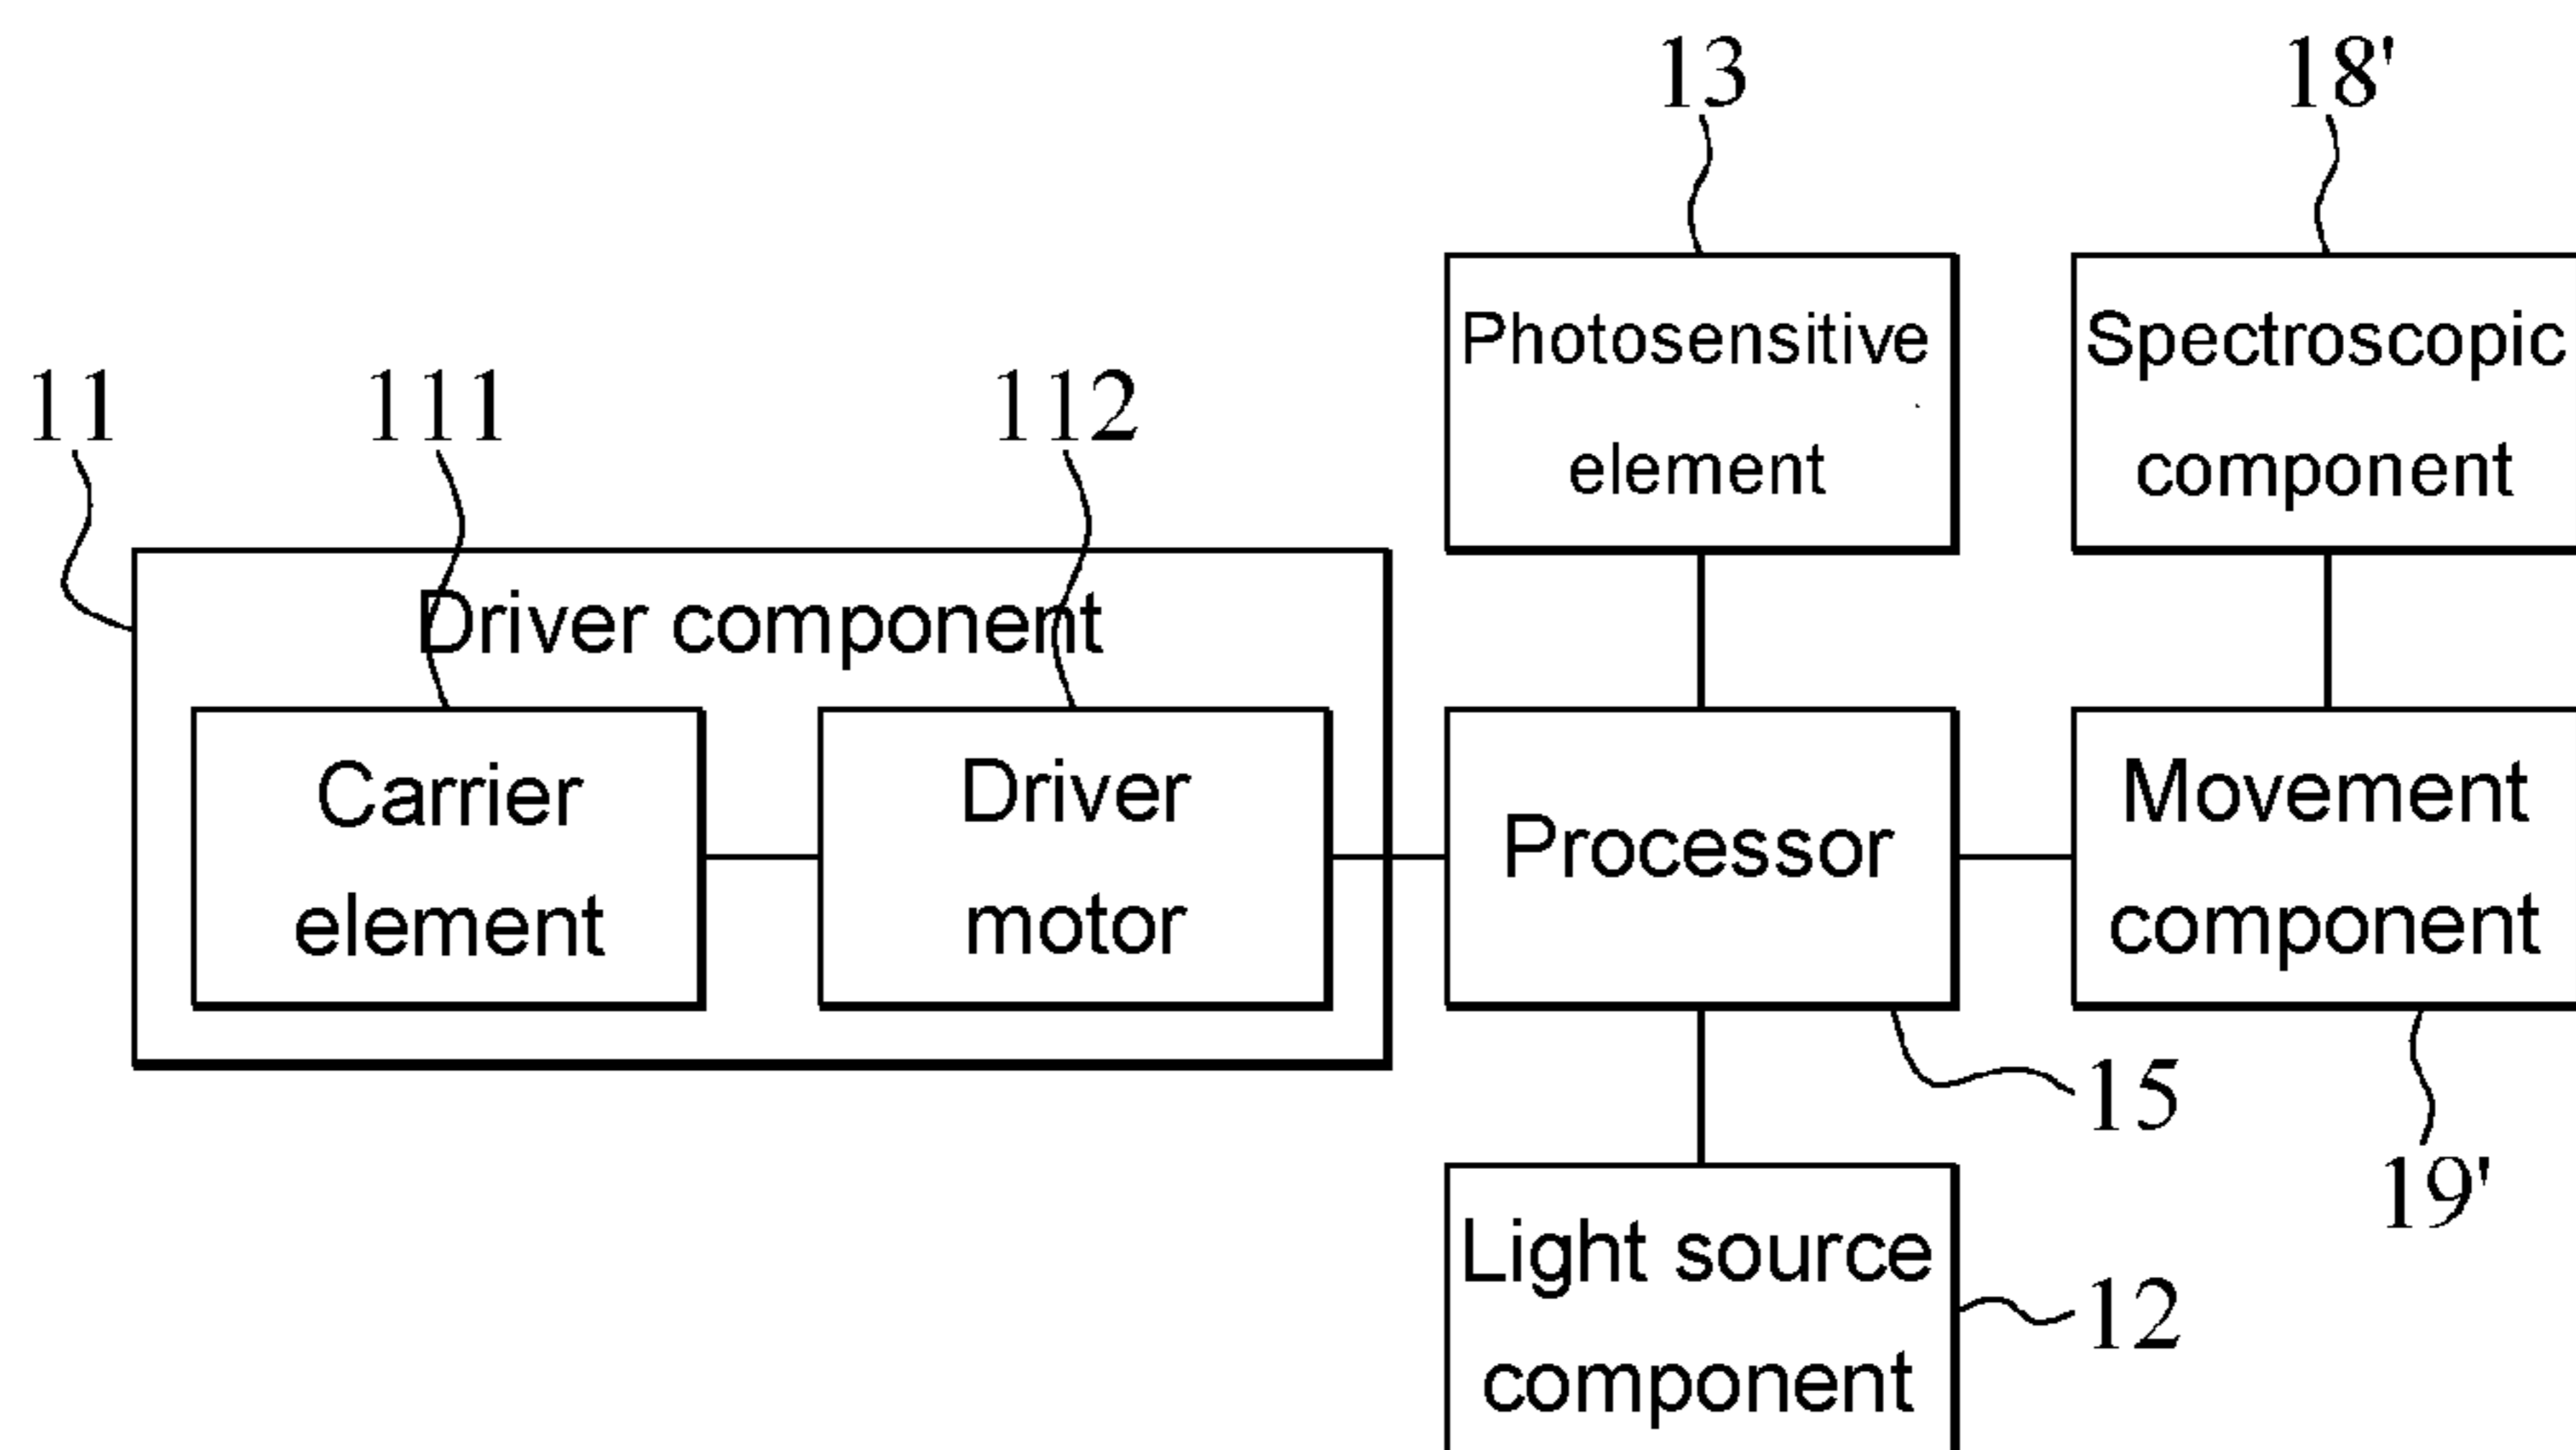 13
18'
Photosensitive
element
Spectroscopic
component
11
111
112
Driver component
Carrier
element
Driver
motor
Processor
Movement
component
15
19'
Light source
component
12